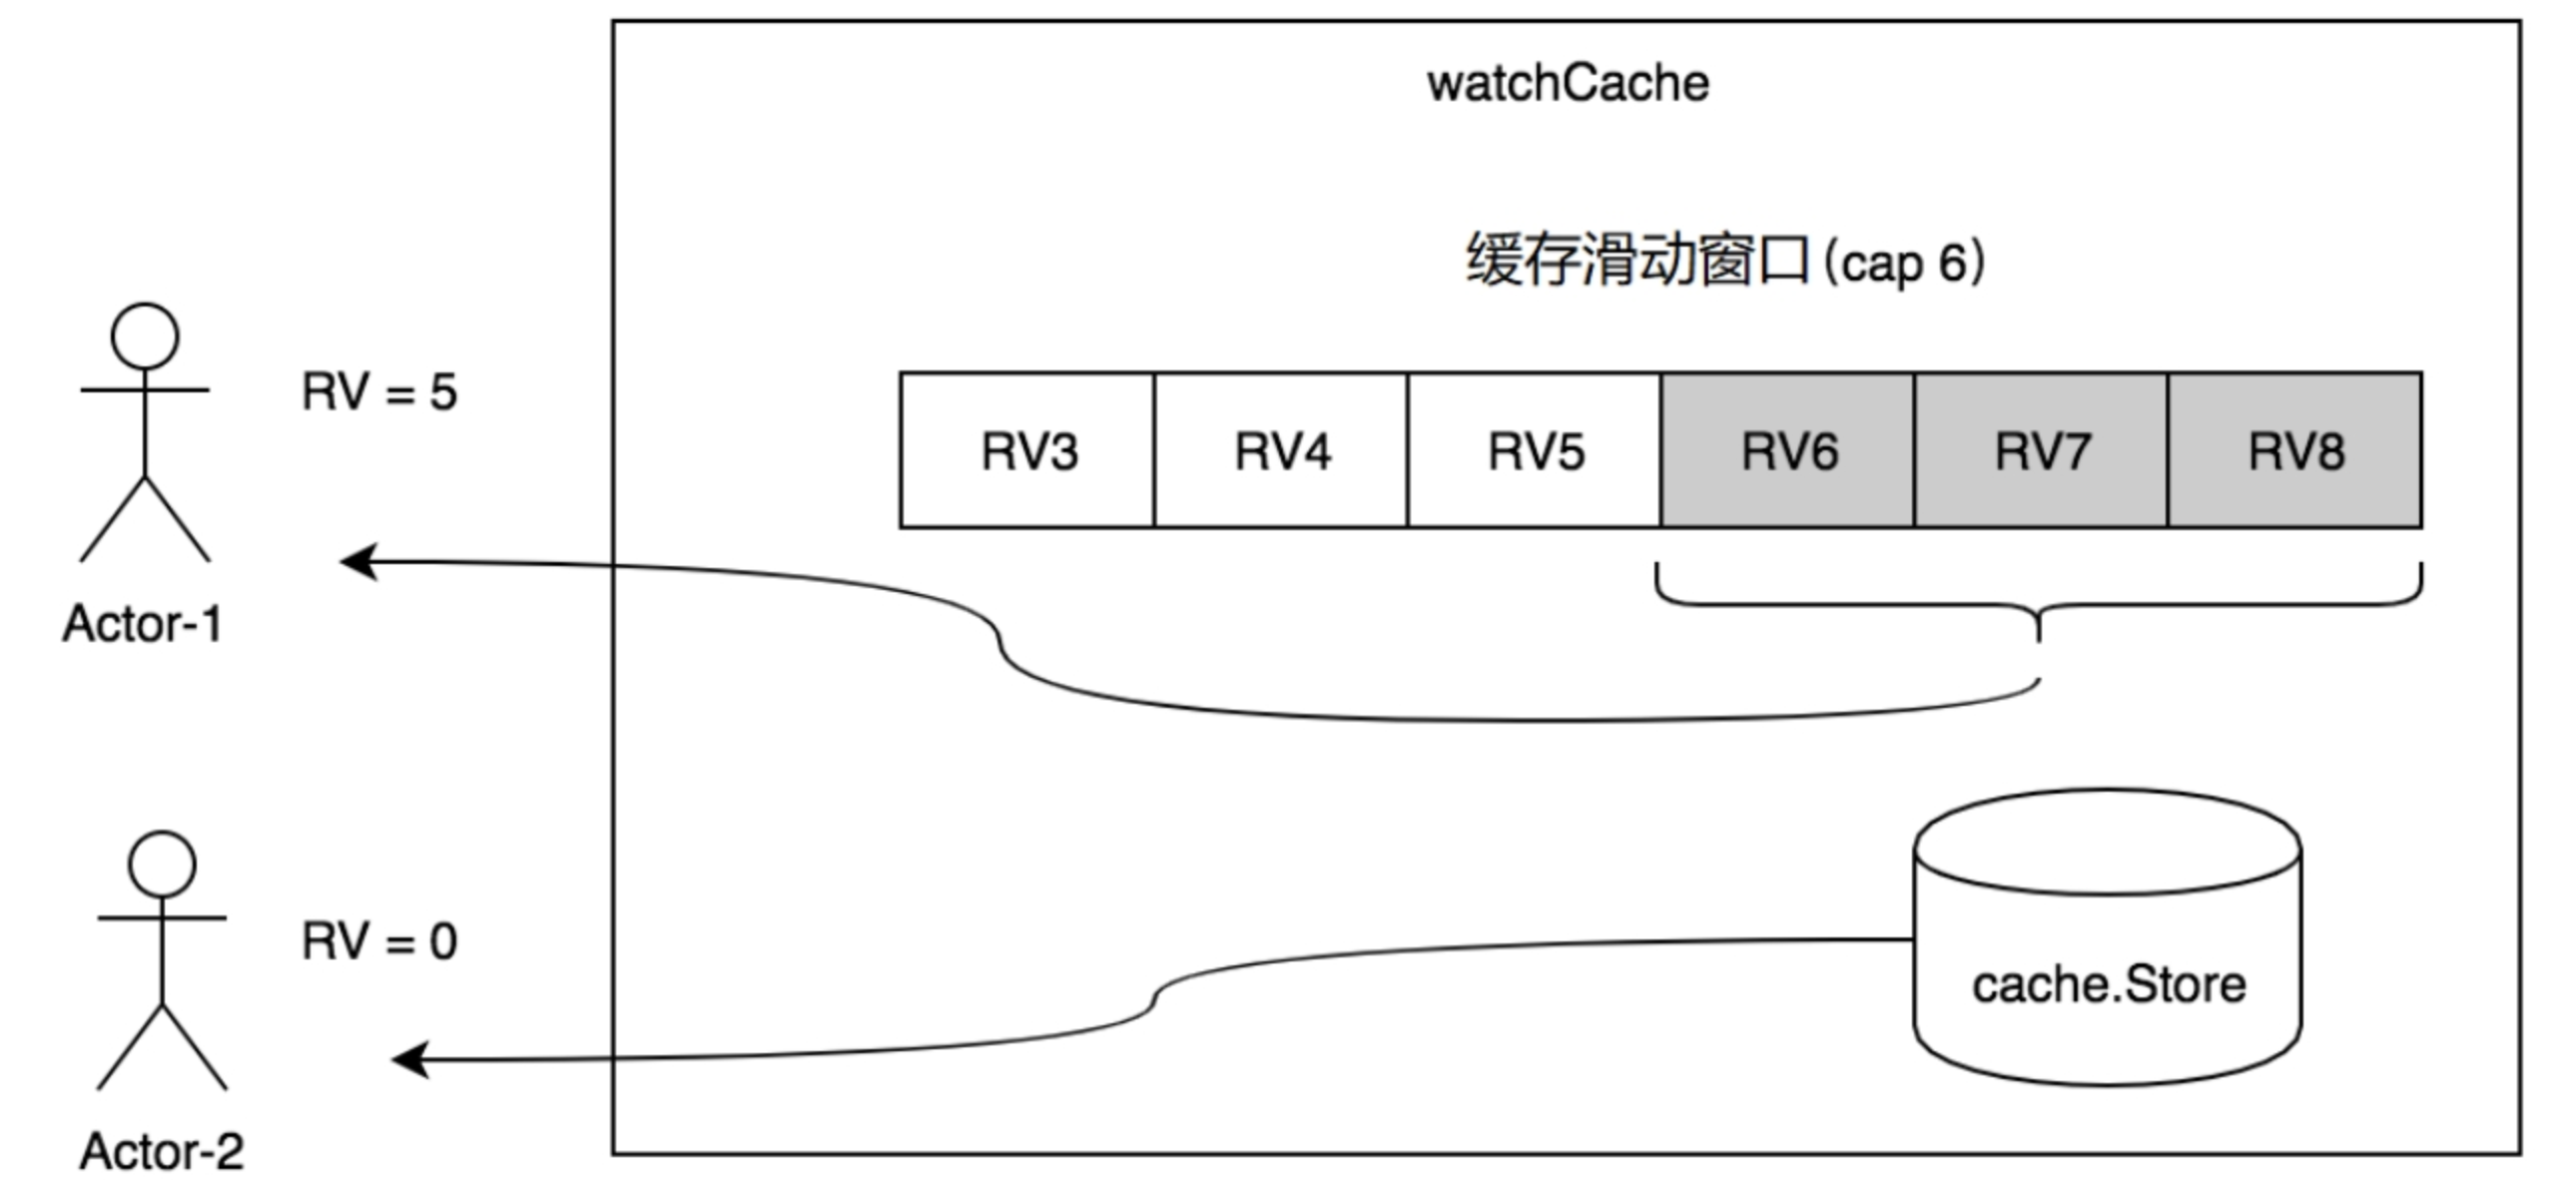 watchCache
缓存滑动窗口(cap 6)
RV = 5
RV3 RV4 RV5 RV6 RV7 RV8
Actor-1
RV = 0
cache.Store
Actor-2